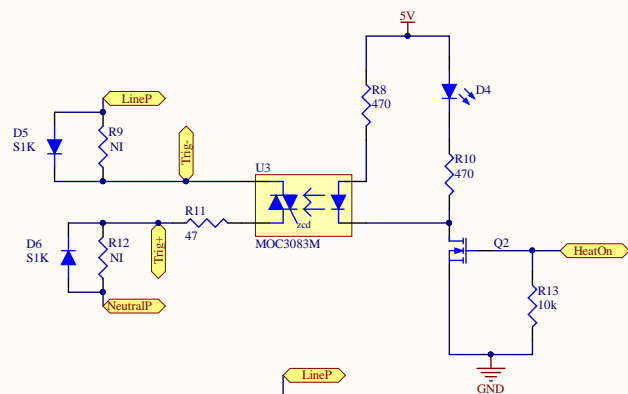 5V
LineP
R8
470
D4
D5
S1K
R9
NI
Trig-
U3
R10
470
zcd
MOC3083M
R11
47
D6
S1K
R12
NI
Trig+
NeutralP
Q2
HeatOn
R13
10k
GND
LineP